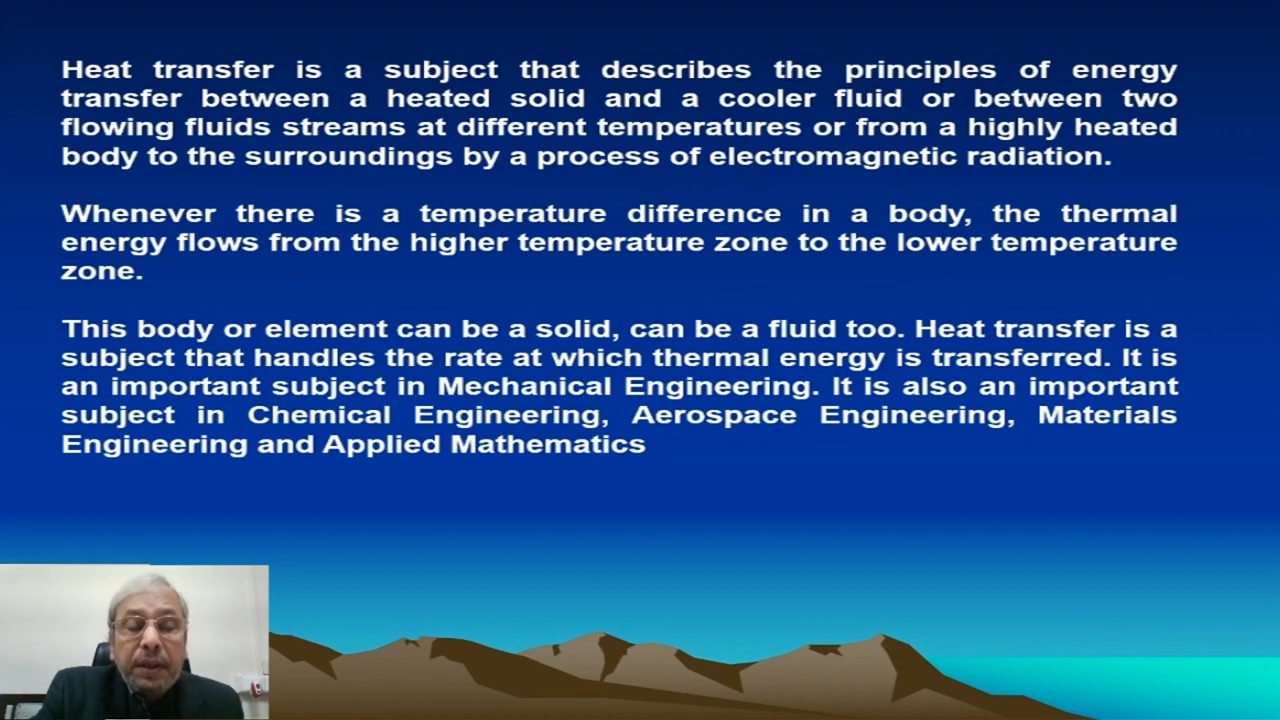 Heat transfer is a subject that describes the principles of energy
transfer between a heated solid and a cooler fluid or between two
flowing fluids streams at different temperatures or from a highly heated
body to the surroundings by a process of electromagnetic radiation.
Whenever there is a temperature difference in a body, the thermal
energy flows from the higher temperature zone to the lower temperature
zone.
This body or element can be a solid, can be a fluid too. Heat transfer is a
subject that handles the rate at which thermal energy is transferred. It is
an important subject in Mechanical Engineering. It is also an important
subject in Chemical Engineering, Aerospace Engineering, Materials
Engineering and Applied Mathematics